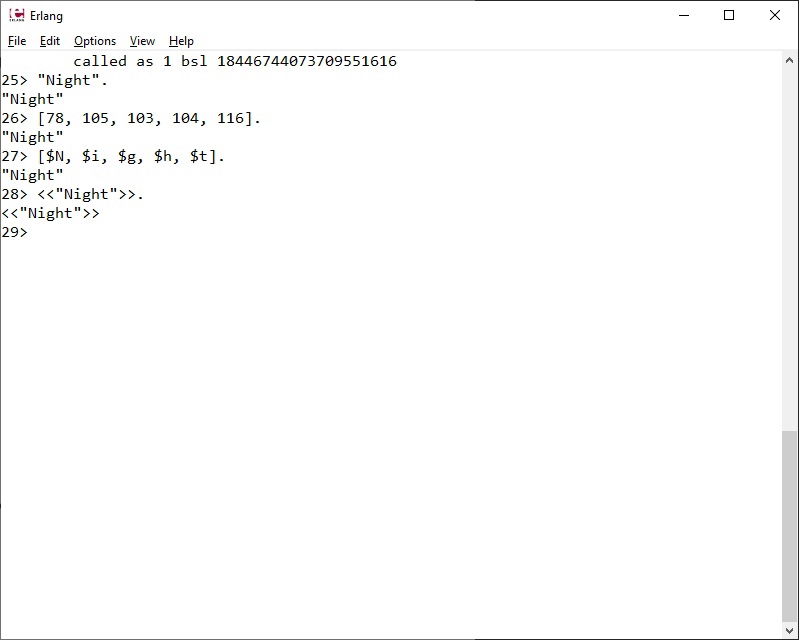 Erlang
File Edit Options View Help
called as 1 bsl 18446744073709551616
25> "Night".
"Night"
26> [78, 105, 103, 104, 116].
"Night"
27> [$N, $i, $g, $h, $t].
"Night"
28> <<"Night">>.
<<"Night">>
29>